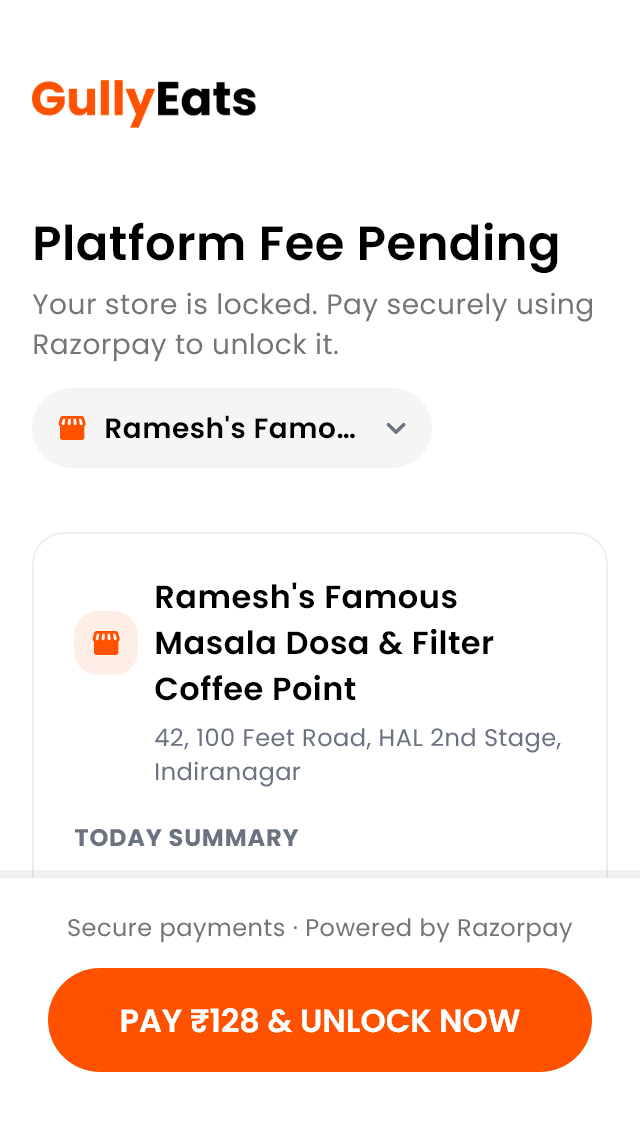 GullyEats
Platform Fee Pending
Your store is locked. Pay securely using
Razorpay to unlock it.
Ramesh's Famo...
Ramesh's Famous
Masala Dosa & Filter
Coffee Point
42, 100 Feet Road, HAL 2nd Stage,
Indiranagar
TODAY SUMMARY
Secure payments · Powered by Razorpay
PAY ₹128 & UNLOCK NOW